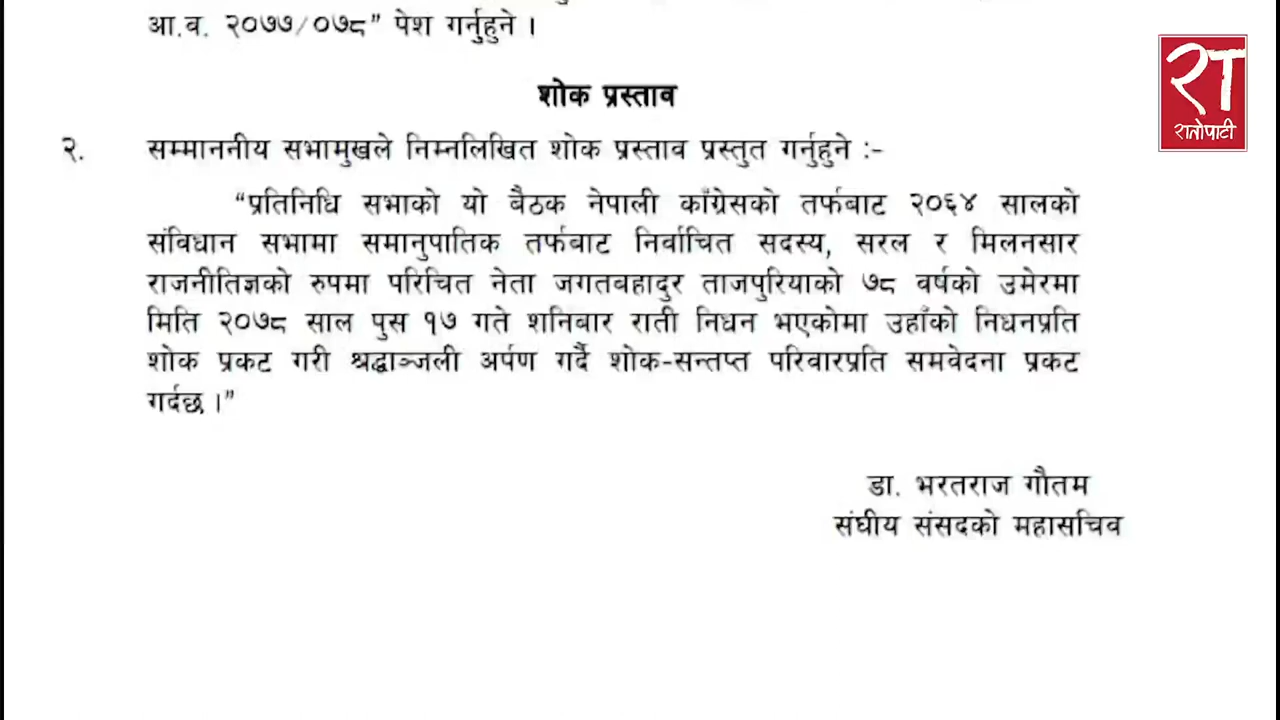 आ.व. २०७७/०७८” पेश गर्नुहुने ।
शोक प्रस्ताव
२. सम्माननीय सभामुखले निम्नलिखित शोक प्रस्ताव प्रस्तुत गर्नुहुने :-
“प्रतिनिधि सभाको यो बैठक नेपाली काँग्रेसको तर्फबाट २०६४ सालको
संविधान सभामा समानुपातिक तर्फबाट निर्वाचित सदस्य, सरल र मिलनसार
राजनीतिज्ञको रुपमा परिचित नेता जगतबहादुर ताजपुरियाको ७८ वर्षको उमेरमा
मिति २०७८ साल पुस १७ गते शनिबार राती निधन भएकोमा उहाँको निधनप्रति
शोक प्रकट गरी श्रद्धाञ्जली अर्पण गर्दै शोक-सन्तप्त परिवारप्रति समवेदना प्रकट
गर्दछ ।”
डा. भरतराज गौतम
संघीय संसदको महासचिव
रा
रातोपाटी